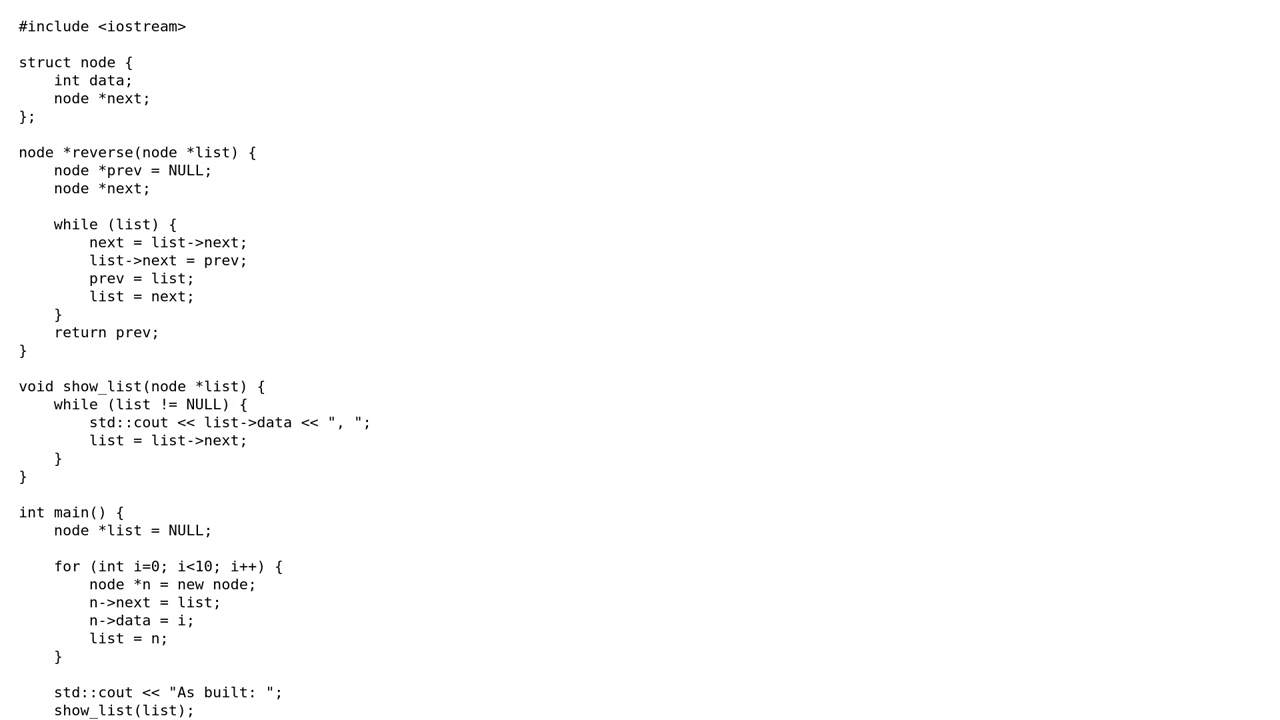 #include <iostream>

struct node {
    int data;
    node *next;
};

node *reverse(node *list) {
    node *prev = NULL;
    node *next;

    while (list) {
        next = list->next;
        list->next = prev;
        prev = list;
        list = next;
    }
    return prev;
}

void show_list(node *list) {
    while (list != NULL) {
        std::cout << list->data << ", ";
        list = list->next;
    }
}

int main() {
    node *list = NULL;

    for (int i=0; i<10; i++) {
        node *n = new node;
        n->next = list;
        n->data = i;
        list = n;
    }

    std::cout << "As built: ";
    show_list(list);